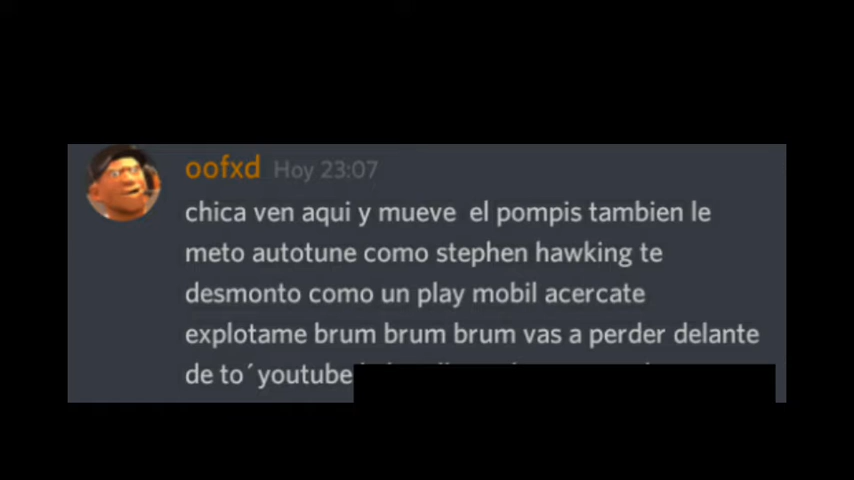 oofxd Hoy 23:07
chica ven aqui y mueve el pompis tambien le
meto autotune como stephen hawking te
desmonto como un play mobil acercate
explotame brum brum brum vas a perder delante
de to´youtube